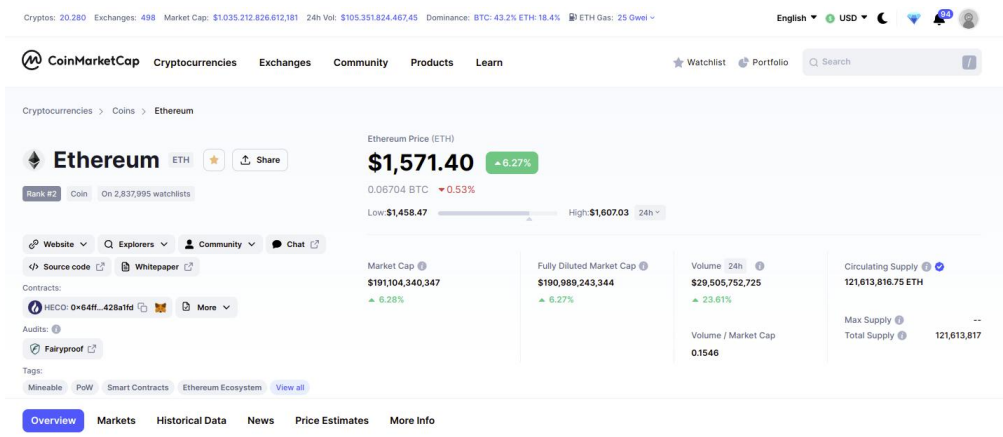 Cryptos: 20.280 Exchanges: 498 Market Cap: $1.035.212.826.612,181 24h Vol: $105.351.824.467,45 Dominance: BTC: 43.2% ETH: 18.4% ETH Gas: 25 Gwei English USD 94
CoinMarketCap Cryptocurrencies Exchanges Community Products Learn Watchlist Portfolio Search /
Cryptocurrencies > Coins > Ethereum
Ethereum ETH Share
Rank #2 Coin On 2,837,995 watchlists
Ethereum Price (ETH)
$1,571.40 6.27%
0.06704 BTC 0.53%
Low:$1,458.47 High:$1,607.03 24h
Website Explorers Community Chat
Source code Whitepaper
Contracts:
HECO: 0x64ff...428a1fd More
Audits:
Fairyproof
Tags:
Mineable PoW Smart Contracts Ethereum Ecosystem View all
Market Cap
$191,104,340,347
6.28%
Fully Diluted Market Cap
$190,989,243,344
6.27%
Volume 24h
$29,505,752,725
23.61%
Volume / Market Cap
0.1546
Circulating Supply
121,613,816.75 ETH
Max Supply --
Total Supply 121,613,817
Overview Markets Historical Data News Price Estimates More Info